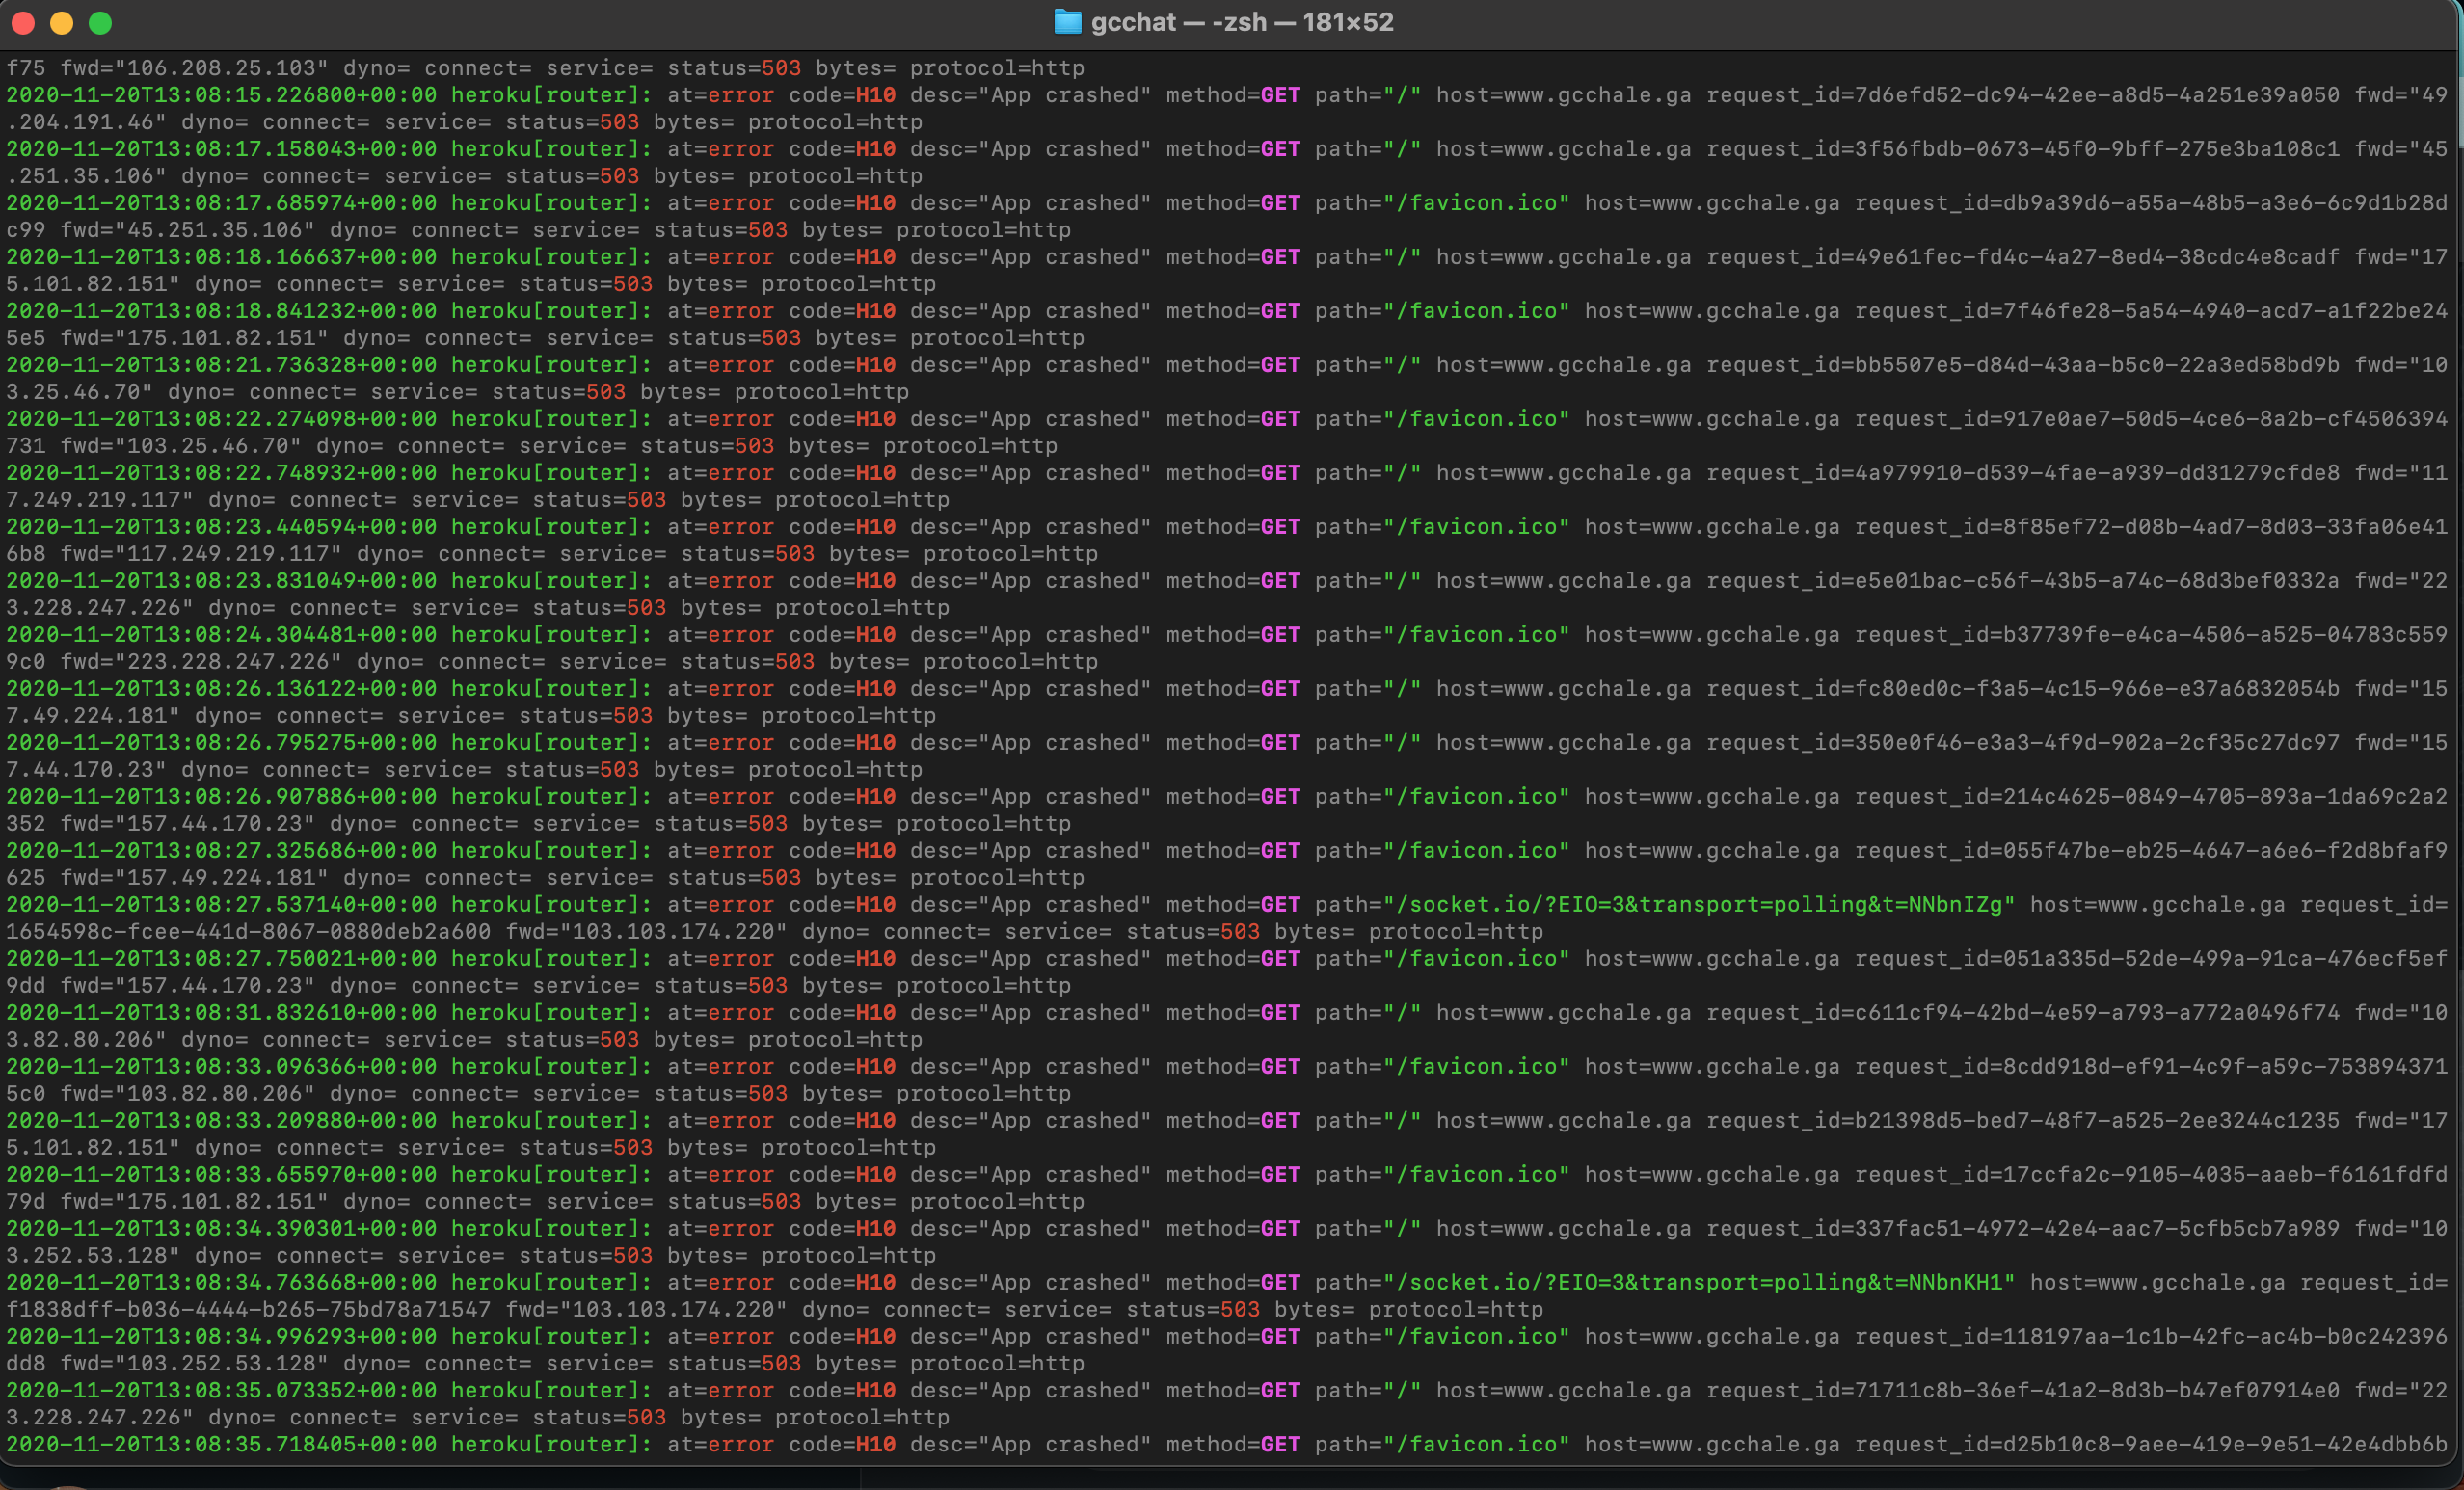 gcchat — -zsh — 181×52
f75 fwd="106.208.25.103" dyno= connect= service= status=503 bytes= protocol=http
2020-11-20T13:08:15.226800+00:00 heroku[router]: at=error code=H10 desc="App crashed" method=GET path="/" host=www.gcchale.ga request_id=7d6efd52-dc94-42ee-a8d5-4a251e39a050 fwd="49
.204.191.46" dyno= connect= service= status=503 bytes= protocol=http
2020-11-20T13:08:17.158043+00:00 heroku[router]: at=error code=H10 desc="App crashed" method=GET path="/" host=www.gcchale.ga request_id=3f56fbdb-0673-45f0-9bff-275e3ba108c1 fwd="45
.251.35.106" dyno= connect= service= status=503 bytes= protocol=http
2020-11-20T13:08:17.685974+00:00 heroku[router]: at=error code=H10 desc="App crashed" method=GET path="/favicon.ico" host=www.gcchale.ga request_id=db9a39d6-a55a-48b5-a3e6-6c9d1b28d
c99 fwd="45.251.35.106" dyno= connect= service= status=503 bytes= protocol=http
2020-11-20T13:08:18.166637+00:00 heroku[router]: at=error code=H10 desc="App crashed" method=GET path="/" host=www.gcchale.ga request_id=49e61fec-fd4c-4a27-8ed4-38cdc4e8cadf fwd="17
5.101.82.151" dyno= connect= service= status=503 bytes= protocol=http
2020-11-20T13:08:18.841232+00:00 heroku[router]: at=error code=H10 desc="App crashed" method=GET path="/favicon.ico" host=www.gcchale.ga request_id=7f46fe28-5a54-4940-acd7-a1f22be24
5e5 fwd="175.101.82.151" dyno= connect= service= status=503 bytes= protocol=http
2020-11-20T13:08:21.736328+00:00 heroku[router]: at=error code=H10 desc="App crashed" method=GET path="/" host=www.gcchale.ga request_id=bb5507e5-d84d-43aa-b5c0-22a3ed58bd9b fwd="10
3.25.46.70" dyno= connect= service= status=503 bytes= protocol=http
2020-11-20T13:08:22.274098+00:00 heroku[router]: at=error code=H10 desc="App crashed" method=GET path="/favicon.ico" host=www.gcchale.ga request_id=917e0ae7-50d5-4ce6-8a2b-cf4506394
731 fwd="103.25.46.70" dyno= connect= service= status=503 bytes= protocol=http
2020-11-20T13:08:22.748932+00:00 heroku[router]: at=error code=H10 desc="App crashed" method=GET path="/" host=www.gcchale.ga request_id=4a979910-d539-4fae-a939-dd31279cfde8 fwd="11
7.249.219.117" dyno= connect= service= status=503 bytes= protocol=http
2020-11-20T13:08:23.440594+00:00 heroku[router]: at=error code=H10 desc="App crashed" method=GET path="/favicon.ico" host=www.gcchale.ga request_id=8f85ef72-d08b-4ad7-8d03-33fa06e41
6b8 fwd="117.249.219.117" dyno= connect= service= status=503 bytes= protocol=http
2020-11-20T13:08:23.831049+00:00 heroku[router]: at=error code=H10 desc="App crashed" method=GET path="/" host=www.gcchale.ga request_id=e5e01bac-c56f-43b5-a74c-68d3bef0332a fwd="22
3.228.247.226" dyno= connect= service= status=503 bytes= protocol=http
2020-11-20T13:08:24.304481+00:00 heroku[router]: at=error code=H10 desc="App crashed" method=GET path="/favicon.ico" host=www.gcchale.ga request_id=b37739fe-e4ca-4506-a525-04783c559
9c0 fwd="223.228.247.226" dyno= connect= service= status=503 bytes= protocol=http
2020-11-20T13:08:26.136122+00:00 heroku[router]: at=error code=H10 desc="App crashed" method=GET path="/" host=www.gcchale.ga request_id=fc80ed0c-f3a5-4c15-966e-e37a6832054b fwd="15
7.49.224.181" dyno= connect= service= status=503 bytes= protocol=http
2020-11-20T13:08:26.795275+00:00 heroku[router]: at=error code=H10 desc="App crashed" method=GET path="/" host=www.gcchale.ga request_id=350e0f46-e3a3-4f9d-902a-2cf35c27dc97 fwd="15
7.44.170.23" dyno= connect= service= status=503 bytes= protocol=http
2020-11-20T13:08:26.907886+00:00 heroku[router]: at=error code=H10 desc="App crashed" method=GET path="/favicon.ico" host=www.gcchale.ga request_id=214c4625-0849-4705-893a-1da69c2a2
352 fwd="157.44.170.23" dyno= connect= service= status=503 bytes= protocol=http
2020-11-20T13:08:27.325686+00:00 heroku[router]: at=error code=H10 desc="App crashed" method=GET path="/favicon.ico" host=www.gcchale.ga request_id=055f47be-eb25-4647-a6e6-f2d8bfaf9
625 fwd="157.49.224.181" dyno= connect= service= status=503 bytes= protocol=http
2020-11-20T13:08:27.537140+00:00 heroku[router]: at=error code=H10 desc="App crashed" method=GET path="/socket.io/?EIO=3&transport=polling&t=NNbnIZg" host=www.gcchale.ga request_id=
1654598c-fcee-441d-8067-0880deb2a600 fwd="103.103.174.220" dyno= connect= service= status=503 bytes= protocol=http
2020-11-20T13:08:27.750021+00:00 heroku[router]: at=error code=H10 desc="App crashed" method=GET path="/favicon.ico" host=www.gcchale.ga request_id=051a335d-52de-499a-91ca-476ecf5ef
9dd fwd="157.44.170.23" dyno= connect= service= status=503 bytes= protocol=http
2020-11-20T13:08:31.832610+00:00 heroku[router]: at=error code=H10 desc="App crashed" method=GET path="/" host=www.gcchale.ga request_id=c611cf94-42bd-4e59-a793-a772a0496f74 fwd="10
3.82.80.206" dyno= connect= service= status=503 bytes= protocol=http
2020-11-20T13:08:33.096366+00:00 heroku[router]: at=error code=H10 desc="App crashed" method=GET path="/favicon.ico" host=www.gcchale.ga request_id=8cdd918d-ef91-4c9f-a59c-753894371
5c0 fwd="103.82.80.206" dyno= connect= service= status=503 bytes= protocol=http
2020-11-20T13:08:33.209880+00:00 heroku[router]: at=error code=H10 desc="App crashed" method=GET path="/" host=www.gcchale.ga request_id=b21398d5-bed7-48f7-a525-2ee3244c1235 fwd="17
5.101.82.151" dyno= connect= service= status=503 bytes= protocol=http
2020-11-20T13:08:33.655970+00:00 heroku[router]: at=error code=H10 desc="App crashed" method=GET path="/favicon.ico" host=www.gcchale.ga request_id=17ccfa2c-9105-4035-aaeb-f6161fdfd
79d fwd="175.101.82.151" dyno= connect= service= status=503 bytes= protocol=http
2020-11-20T13:08:34.390301+00:00 heroku[router]: at=error code=H10 desc="App crashed" method=GET path="/" host=www.gcchale.ga request_id=337fac51-4972-42e4-aac7-5cfb5cb7a989 fwd="10
3.252.53.128" dyno= connect= service= status=503 bytes= protocol=http
2020-11-20T13:08:34.763668+00:00 heroku[router]: at=error code=H10 desc="App crashed" method=GET path="/socket.io/?EIO=3&transport=polling&t=NNbnKH1" host=www.gcchale.ga request_id=
f1838dff-b036-4444-b265-75bd78a71547 fwd="103.103.174.220" dyno= connect= service= status=503 bytes= protocol=http
2020-11-20T13:08:34.996293+00:00 heroku[router]: at=error code=H10 desc="App crashed" method=GET path="/favicon.ico" host=www.gcchale.ga request_id=118197aa-1c1b-42fc-ac4b-b0c242396
dd8 fwd="103.252.53.128" dyno= connect= service= status=503 bytes= protocol=http
2020-11-20T13:08:35.073352+00:00 heroku[router]: at=error code=H10 desc="App crashed" method=GET path="/" host=www.gcchale.ga request_id=71711c8b-36ef-41a2-8d3b-b47ef07914e0 fwd="22
3.228.247.226" dyno= connect= service= status=503 bytes= protocol=http
2020-11-20T13:08:35.718405+00:00 heroku[router]: at=error code=H10 desc="App crashed" method=GET path="/favicon.ico" host=www.gcchale.ga request_id=d25b10c8-9aee-419e-9e51-42e4dbb6b